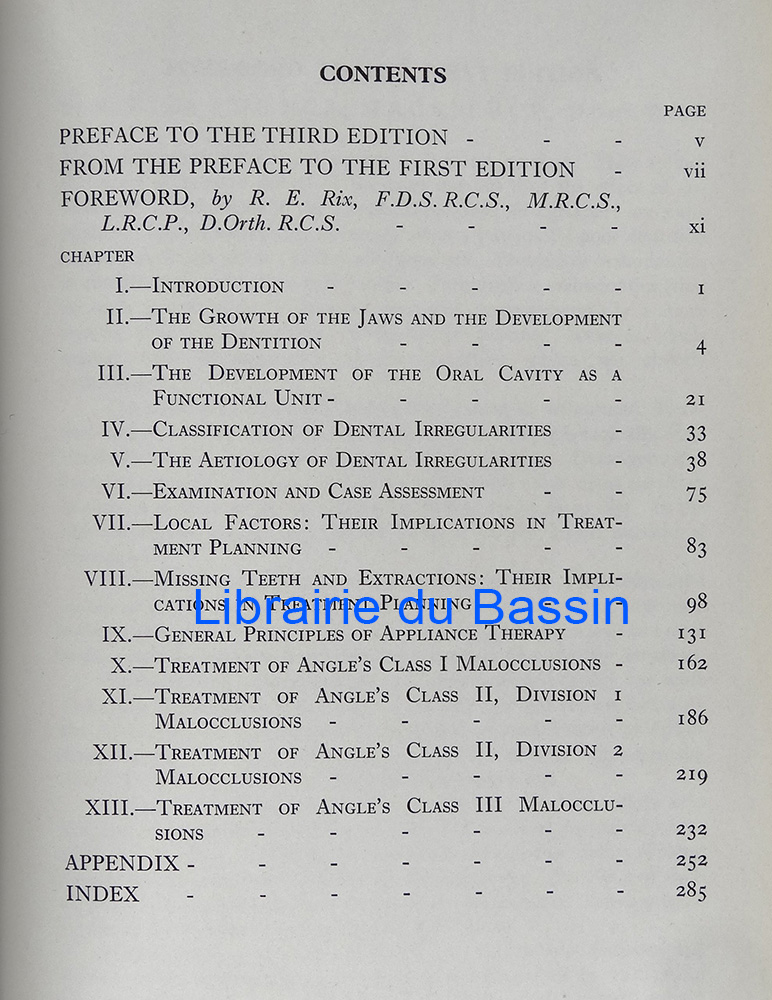 CONTENTS
PAGE
PREFACE TO THE THIRD EDITION - - - v
FROM THE PREFACE TO THE FIRST EDITION - vii
FOREWORD, by R. E. Rix, F.D.S. R.C.S., M.R.C.S.,
L.R.C.P., D.Orth. R.C.S. - - - - xi
CHAPTER
I.—INTRODUCTION - - - - - 1
II.—THE GROWTH OF THE JAWS AND THE DEVELOPMENT
OF THE DENTITION - - - - 4
III.—THE DEVELOPMENT OF THE ORAL CAVITY AS A
FUNCTIONAL UNIT - - - - - 21
IV.—CLASSIFICATION OF DENTAL IRREGULARITIES - 33
V.—THE AETIOLOGY OF DENTAL IRREGULARITIES - 38
VI.—EXAMINATION AND CASE ASSESSMENT - - 75
VII.—LOCAL FACTORS: THEIR IMPLICATIONS IN TREAT-
MENT PLANNING - - - - - 83
VIII.—MISSING TEETH AND EXTRACTIONS: THEIR IMPLI-
CATIONS IN TREATMENT PLANNING - - 98
Librairie du Bassin
IX.—GENERAL PRINCIPLES OF APPLIANCE THERAPY - 131
X.—TREATMENT OF ANGLE'S CLASS I MALOCCLUSIONS - 162
XI.—TREATMENT OF ANGLE'S CLASS II, DIVISION 1
MALOCCLUSIONS - - - - - 186
XII.—TREATMENT OF ANGLE'S CLASS II, DIVISION 2
MALOCCLUSIONS - - - - - 219
XIII.—TREATMENT OF ANGLE'S CLASS III MALOCCLU-
SIONS - - - - - - 232
APPENDIX - - - - - - - 252
INDEX - - - - - - - 285